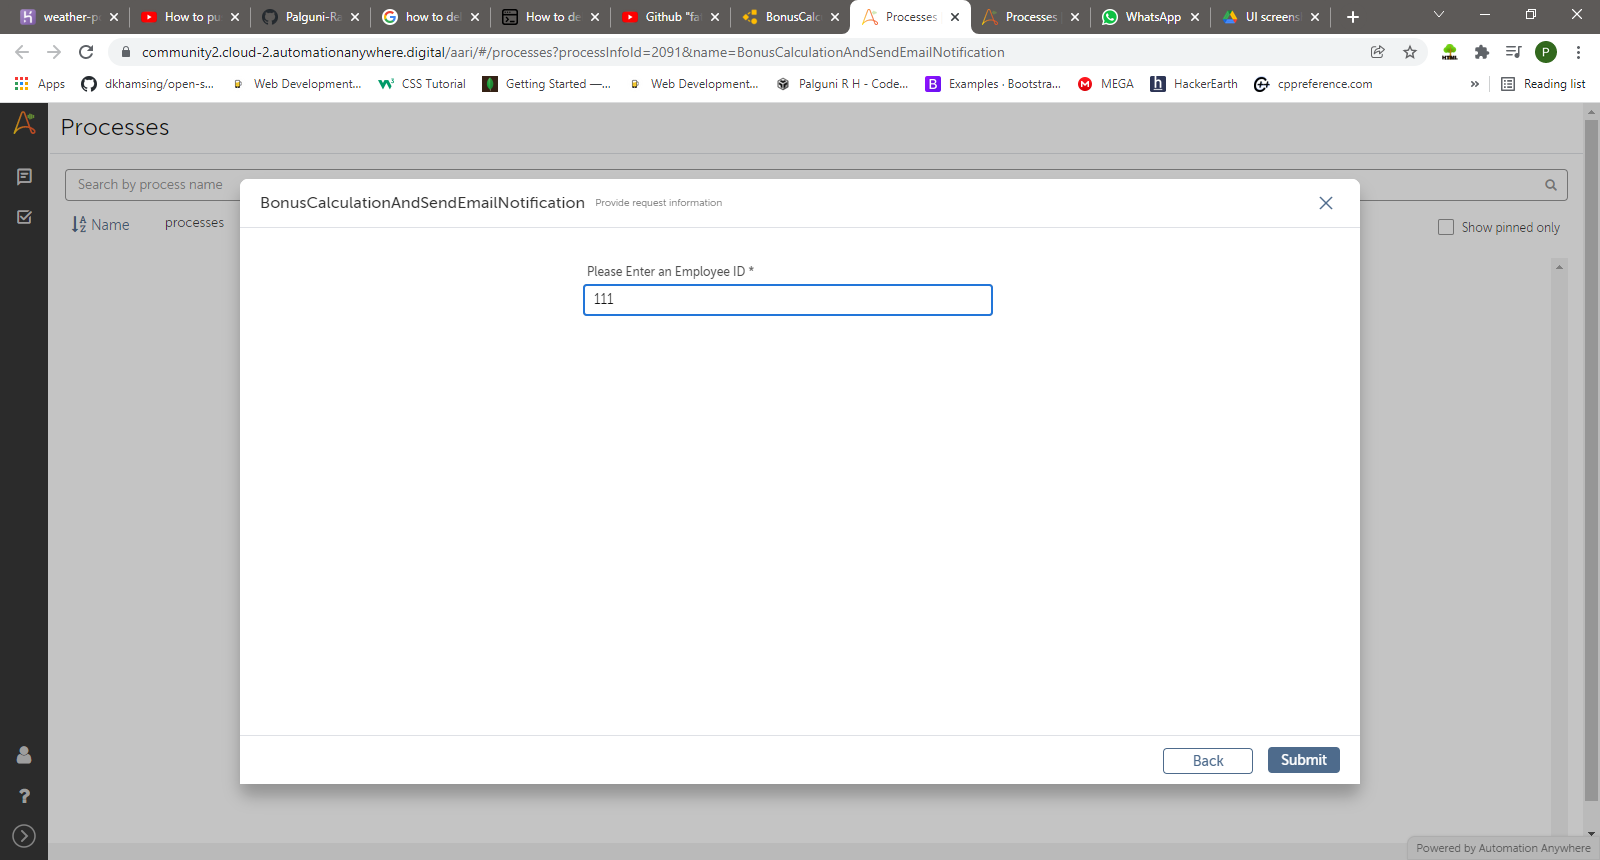 weather-p
How to pu
Palguni-Ra
how to del
How to de
Github "fa
BonusCalc
Processes
Processes
WhatsApp
UI screens
community2.cloud-2.automationanywhere.digital/aari/#/processes?processInfoId=2091&name=BonusCalculationAndSendEmailNotification
P
Apps
dkhamsing/open-s...
Web Development...
CSS Tutorial
Getting Started —...
Web Development...
Palguni R H - Code...
Examples · Bootstra...
MEGA
HackerEarth
cppreference.com
»
Reading list
Processes
Search by process name
Name
processes
Show pinned only
BonusCalculationAndSendEmailNotification
Provide request information
Please Enter an Employee ID *
111
Back
Submit
Powered by Automation Anywhere